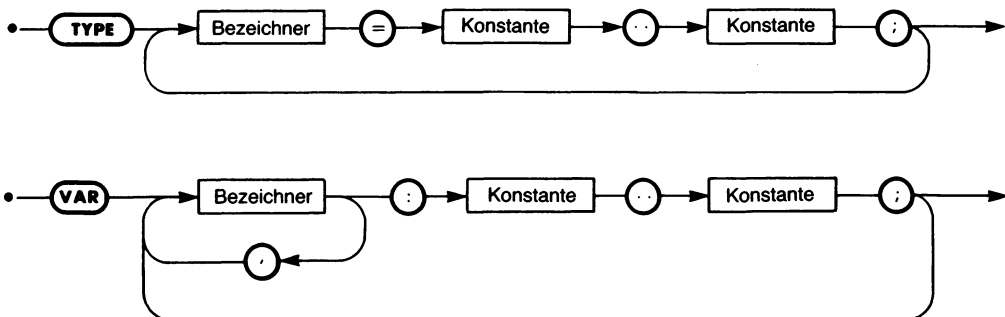 TYPE Bezeichner = Konstante .. Konstante ;
VAR Bezeichner : Konstante .. Konstante ;
,